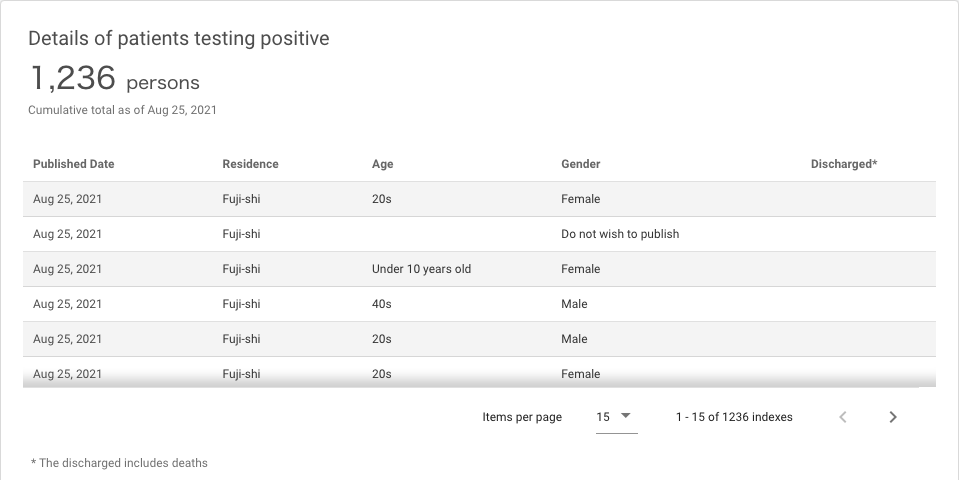 Details of patients testing positive
1,236 persons
Cumulative total as of Aug 25, 2021
Published Date Residence Age Gender Discharged*
Aug 25, 2021 Fuji-shi 20s Female
Aug 25, 2021 Fuji-shi Do not wish to publish
Aug 25, 2021 Fuji-shi Under 10 years old Female
Aug 25, 2021 Fuji-shi 40s Male
Aug 25, 2021 Fuji-shi 20s Male
Aug 25, 2021 Fuji-shi 20s Female
Items per page 15 1 - 15 of 1236 indexes
* The discharged includes deaths